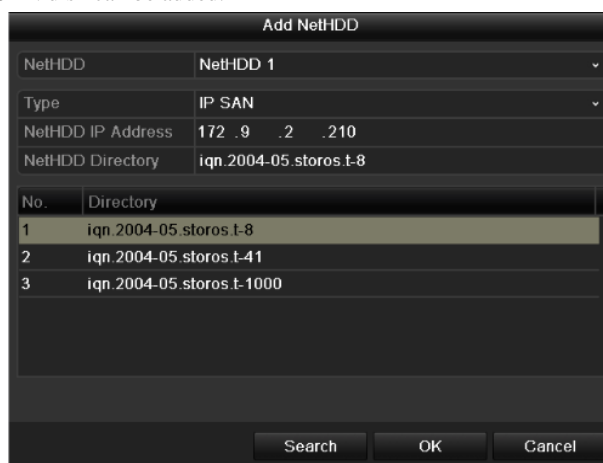 Add NetHDD
NetHDD NetHDD 1
Type IP SAN
NetHDD IP Address 172 .9 .2 .210
NetHDD Directory iqn.2004-05.storos.t-8
No. Directory
1 iqn.2004-05.storos.t-8
2 iqn.2004-05.storos.t-41
3 iqn.2004-05.storos.t-1000
Search OK Cancel